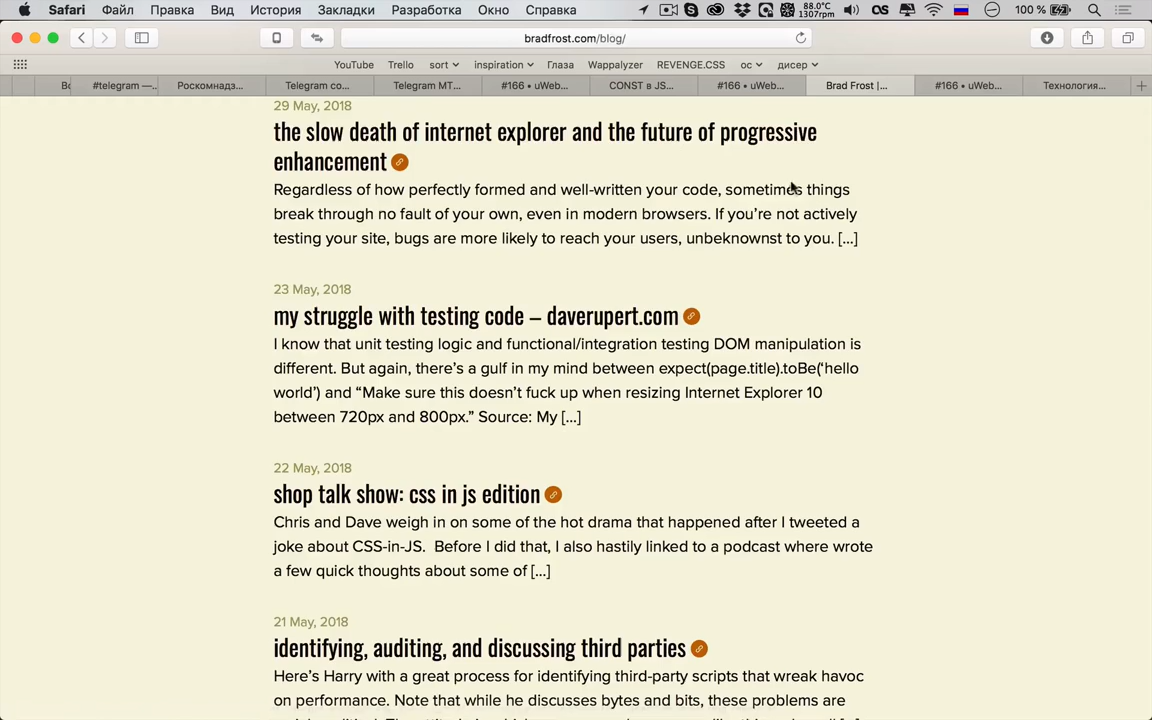 Safari Файл Правка Вид История Закладки Разработка Окно Справка 88.0°C 1307rpm 100 %
bradfrost.com/blog/
YouTube Trello sort inspiration Глаза Wappalyzer REVENGE.CSS ос дисер
#telegram —... Роскомнадз... Telegram co... Telegram MT... #166 • uWeb... CONST в JS... #166 • uWeb... Brad Frost |... #166 • uWeb... Технология...
29 May, 2018
the slow death of internet explorer and the future of progressive
enhancement
Regardless of how perfectly formed and well-written your code, sometimes things
break through no fault of your own, even in modern browsers. If you’re not actively
testing your site, bugs are more likely to reach your users, unbeknownst to you. [...]
23 May, 2018
my struggle with testing code – daverupert.com
I know that unit testing logic and functional/integration testing DOM manipulation is
different. But again, there’s a gulf in my mind between expect(page.title).toBe(‘hello
world’) and “Make sure this doesn’t fuck up when resizing Internet Explorer 10
between 720px and 800px.” Source: My [...]
22 May, 2018
shop talk show: css in js edition
Chris and Dave weigh in on some of the hot drama that happened after I tweeted a
joke about CSS-in-JS. Before I did that, I also hastily linked to a podcast where wrote
a few quick thoughts about some of [...]
21 May, 2018
identifying, auditing, and discussing third parties
Here’s Harry with a great process for identifying third-party scripts that wreak havoc
on performance. Note that while he discusses bytes and bits, these problems are